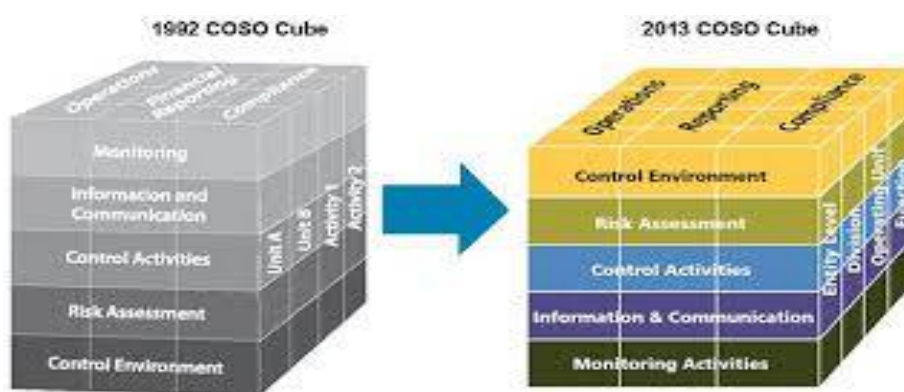 1992 COSO Cube
2013 COSO Cube
Operations
Financial
Reporting
Compliance
Monitoring
Information and
Communication
Control Activities
Risk Assessment
Control Environment
Unit A
Unit B
Activity 1
Activity 2
Operations
Reporting
Compliance
Control Environment
Risk Assessment
Control Activities
Information & Communication
Monitoring Activities
Entity Level
Division
Operating Unit
Function